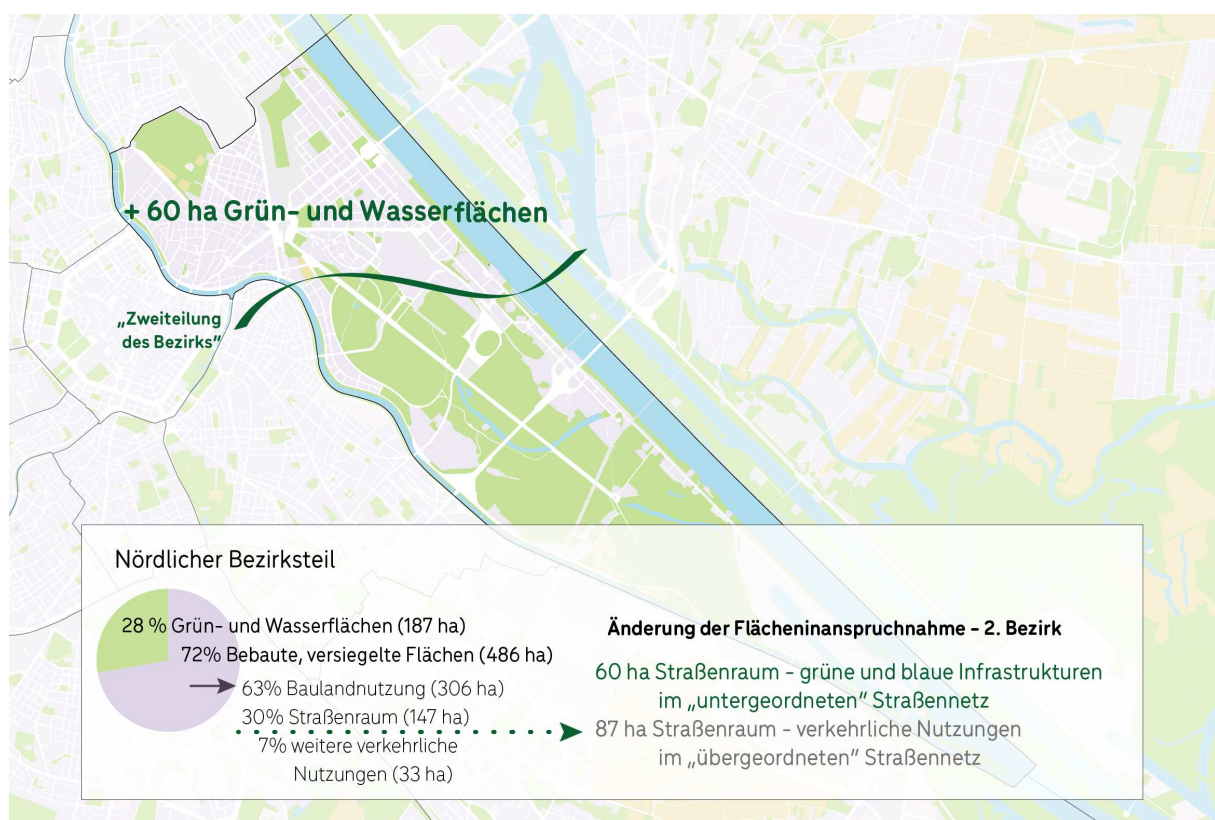 + 60 ha Grün- und Wasserflächen
„Zweiteilung
des Bezirks“
Nördlicher Bezirksteil
28 % Grün- und Wasserflächen (187 ha)
72% Bebaute, versiegelte Flächen (486 ha)
63% Baulandnutzung (306 ha)
30% Straßenraum (147 ha)
7% weitere verkehrliche
Nutzungen (33 ha)
Änderung der Flächeninanspruchnahme - 2. Bezirk
60 ha Straßenraum - grüne und blaue Infrastrukturen
im „untergeordneten“ Straßennetz
87 ha Straßenraum - verkehrliche Nutzungen
im „übergeordneten“ Straßennetz